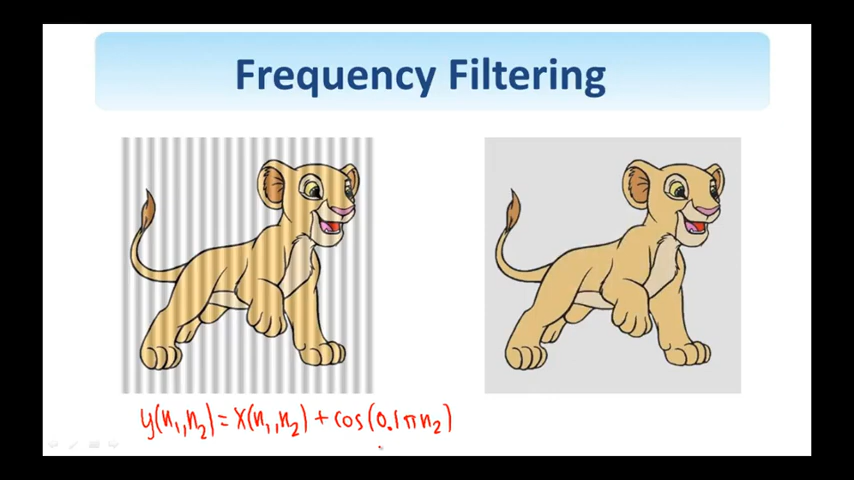 Frequency Filtering
y(n₁,n₂)=x(n₁,n₂)+cos(0.1πn₂)